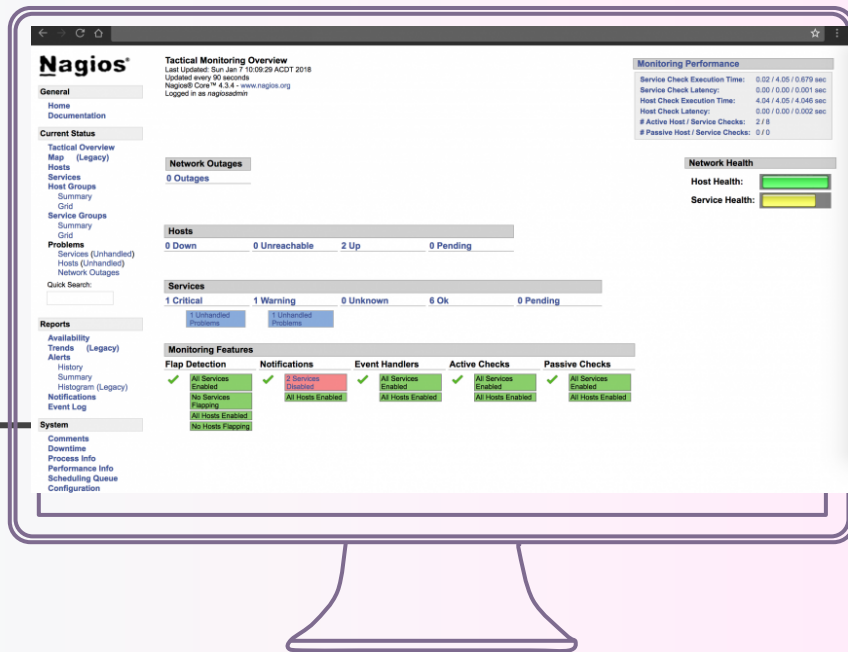 Nagios®
General
Home
Documentation
Current Status
Tactical Overview
Map (Legacy)
Hosts
Services
Host Groups
Summary
Grid
Service Groups
Summary
Grid
Problems
Services (Unhandled)
Hosts (Unhandled)
Network Outages
Quick Search:
Reports
Availability
Trends (Legacy)
Alerts
History
Summary
Histogram (Legacy)
Notifications
Event Log
System
Comments
Downtime
Process Info
Performance Info
Scheduling Queue
Configuration
Tactical Monitoring Overview
Last Updated: Sun Jan 7 10:09:29 ACDT 2018
Updated every 90 seconds
Nagios® Core™ 4.3.4 - www.nagios.org
Logged in as nagiosadmin
Monitoring Performance
Service Check Execution Time: 0.02 / 4.05 / 0.679 sec
Service Check Latency: 0.00 / 0.00 / 0.001 sec
Host Check Execution Time: 4.04 / 4.05 / 4.046 sec
Host Check Latency: 0.00 / 0.00 / 0.002 sec
# Active Host / Service Checks: 2 / 8
# Passive Host / Service Checks: 0 / 0
Network Outages
0 Outages
Network Health
Host Health:
Service Health:
Hosts
0 Down 0 Unreachable 2 Up 0 Pending
Services
1 Critical 1 Warning 0 Unknown 6 Ok 0 Pending
1 Unhandled Problems 1 Unhandled Problems
Monitoring Features
Flap Detection Notifications Event Handlers Active Checks Passive Checks
All Services Enabled 2 Services Disabled All Services Enabled All Services Enabled All Services Enabled
No Services Flapping All Hosts Enabled All Hosts Enabled All Hosts Enabled All Hosts Enabled
All Hosts Enabled
No Hosts Flapping